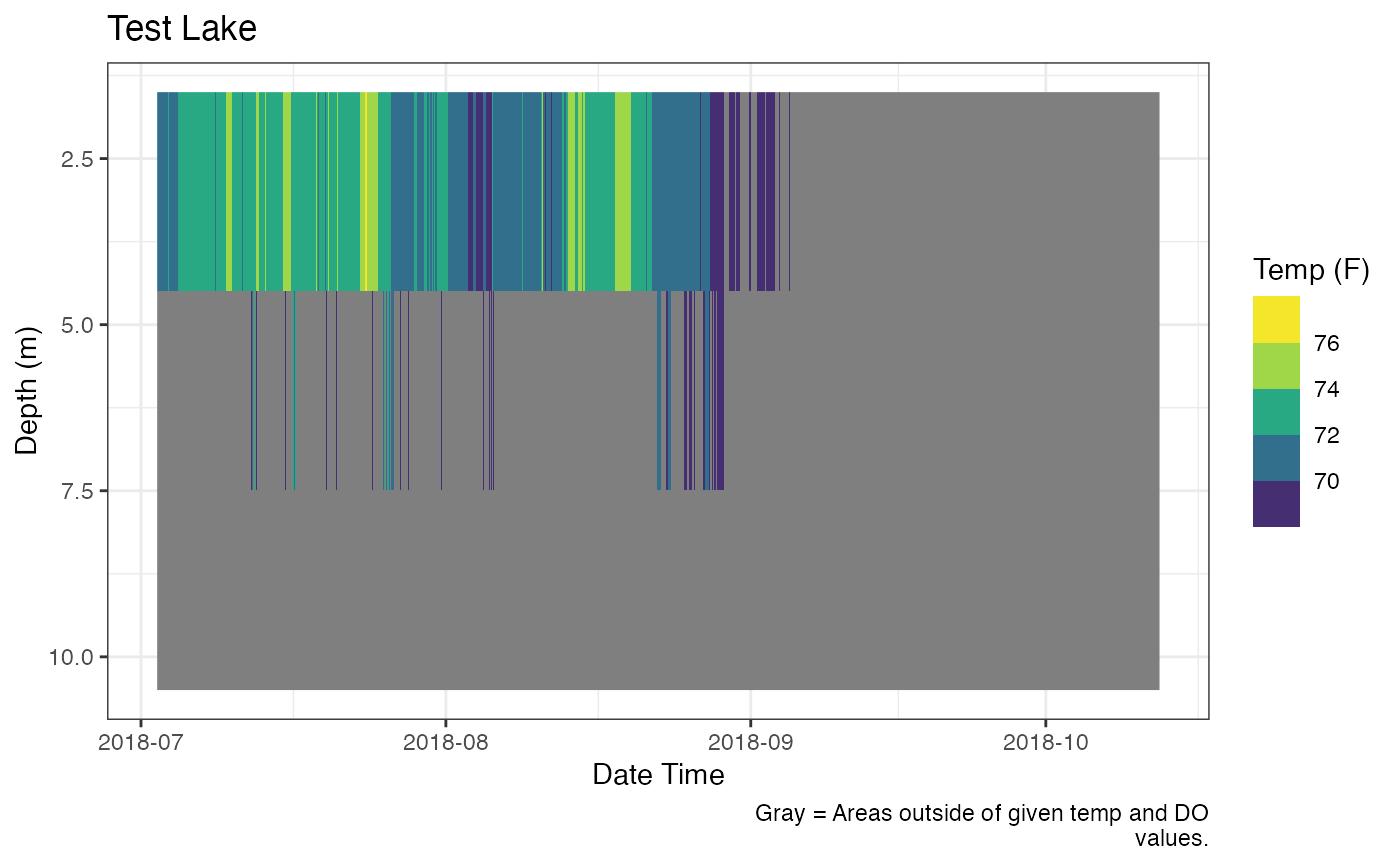 Test Lake
2.5
5.0
7.5
10.0
Depth (m)
2018-07
2018-08
2018-09
2018-10
Date Time
Temp (F)
76
74
72
70
Gray = Areas outside of given temp and DO
values.